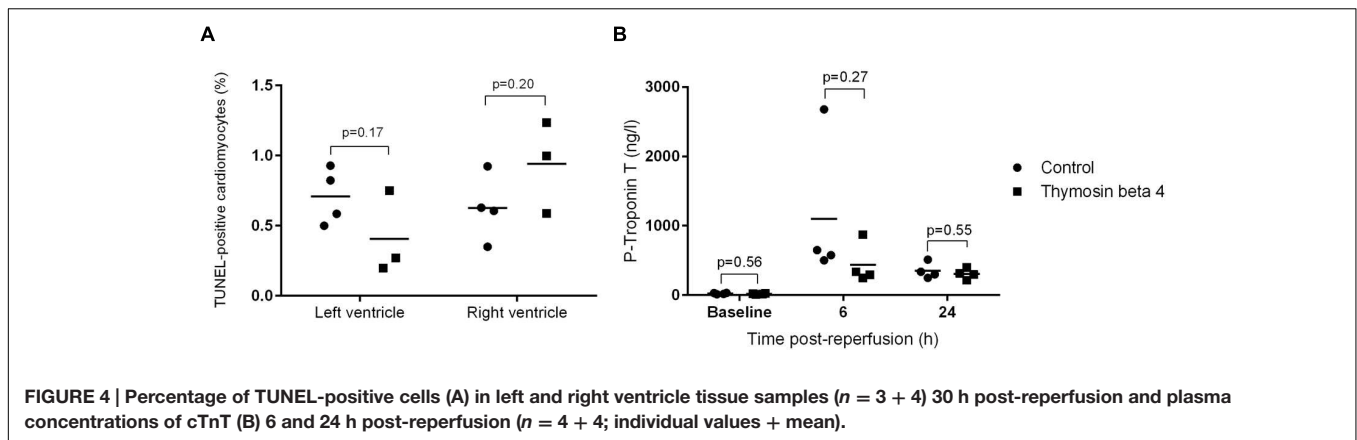 A
TUNEL-positive cardiomyocytes (%)
1.5
1.0
0.5
0.0
p=0.17
p=0.20
Left ventricle
Right ventricle
B
P-Troponin T (ng/l)
3000
2000
1000
0
p=0.56
p=0.27
p=0.55
Baseline
6
24
Time post-reperfusion (h)
Control
Thymosin beta 4
FIGURE 4 | Percentage of TUNEL-positive cells (A) in left and right ventricle tissue samples (n = 3 + 4) 30 h post-reperfusion and plasma
concentrations of cTnT (B) 6 and 24 h post-reperfusion (n = 4 + 4; individual values + mean).